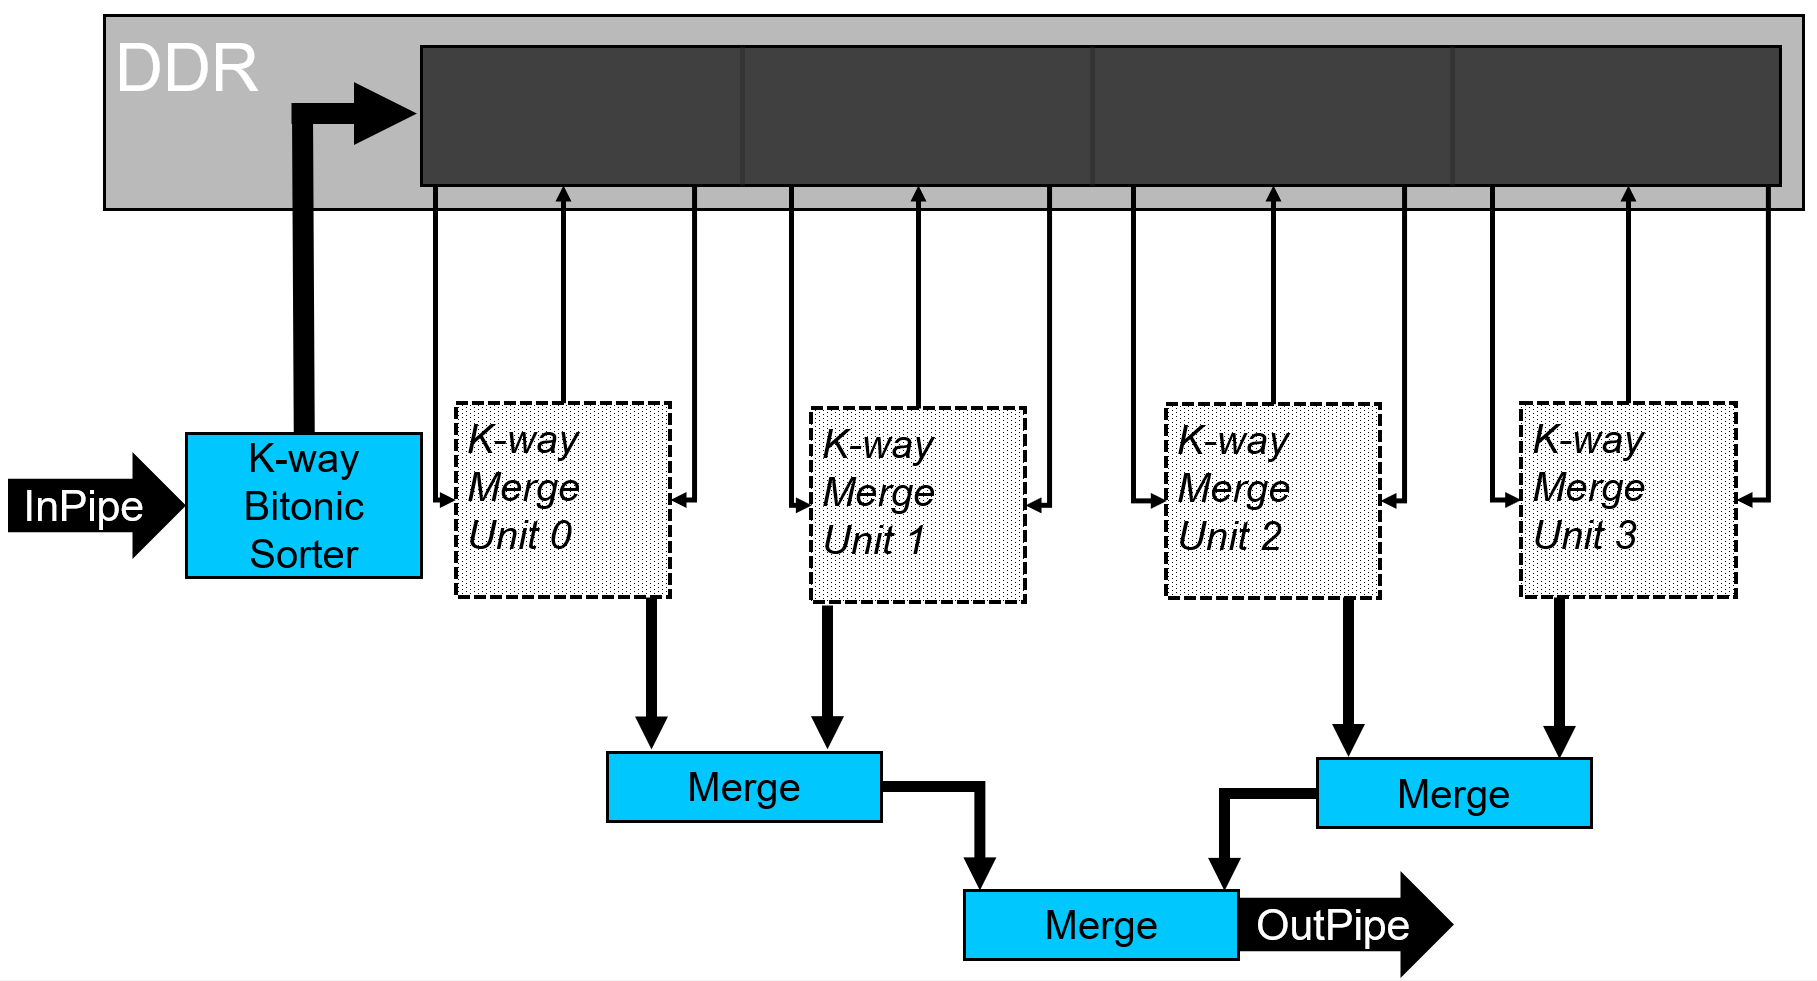 DDR
InPipe
K-way
Bitonic
Sorter
K-way
Merge
Unit 0
K-way
Merge
Unit 1
K-way
Merge
Unit 2
K-way
Merge
Unit 3
Merge
Merge
Merge
OutPipe